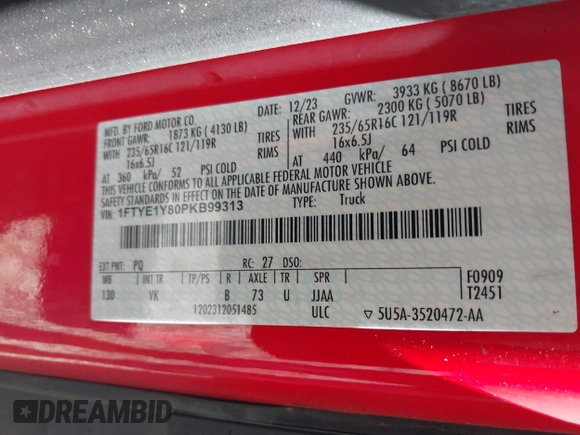 MFD. BY FORD MOTOR CO.
DATE: 12/23
GVWR: 3933 KG ( 8670 LB)
FRONT GAWR: 1873 KG ( 4130 LB)
REAR GAWR: 2300 KG ( 5070 LB)
WITH 235/65R16C 121/119R TIRES
WITH 235/65R16C 121/119R TIRES
16x6.5J RIMS
16x6.5J RIMS
AT 360 kPa/ 52 PSI COLD
AT 440 kPa/ 64 PSI COLD
THIS VEHICLE CONFORMS TO ALL APPLICABLE FEDERAL MOTOR VEHICLE
SAFETY STANDARDS IN EFFECT ON THE DATE OF MANUFACTURE SHOWN ABOVE.
VIN: 1FTYE1Y80PKB99313
TYPE: Truck
EXT PNT: PQ RC: 27 DSO:
WB INT TR TP/PS R AXLE TR SPR
130 VK B 73 U JJAA
1202312051485 ULC
F0909
T2451
▽ 5U5A-3520472-AA
DREAMBID